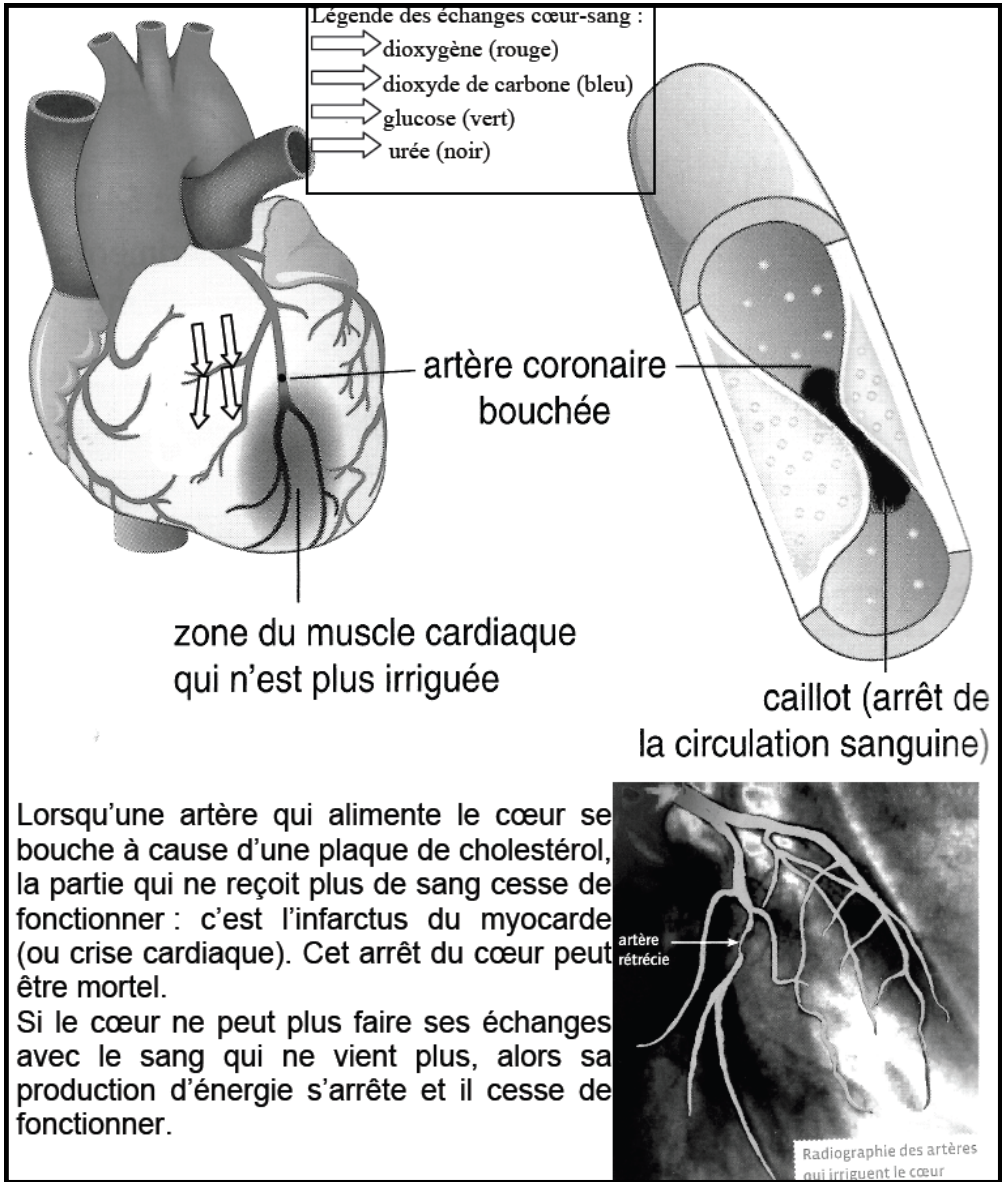 Légende des échanges cœur-sang :
dioxygène (rouge)
dioxyde de carbone (bleu)
glucose (vert)
urée (noir)
artère coronaire
bouchée
zone du muscle cardiaque
qui n'est plus irriguée
caillot (arrêt de
la circulation sanguine)
Lorsqu'une artère qui alimente le cœur se
bouche à cause d'une plaque de cholestérol,
la partie qui ne reçoit plus de sang cesse de
fonctionner : c'est l'infarctus du myocarde
(ou crise cardiaque). Cet arrêt du cœur peut
être mortel.
Si le cœur ne peut plus faire ses échanges
avec le sang qui ne vient plus, alors sa
production d'énergie s'arrête et il cesse de
fonctionner.
artère
rétrécie
Radiographie des artères
qui irriguent le cœur